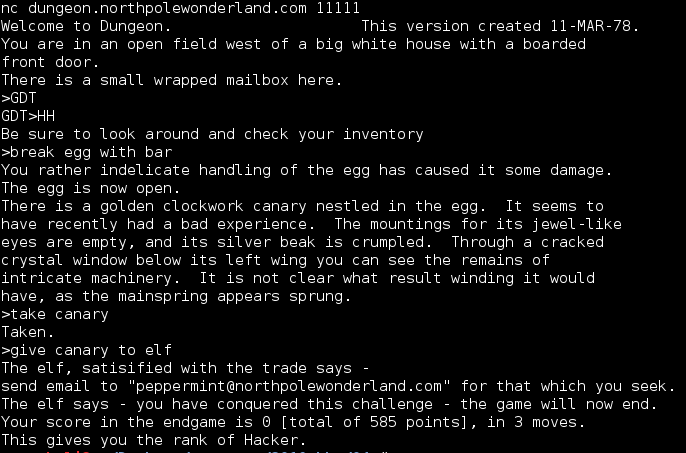 nc dungeon.northpolewonderland.com 11111
Welcome to Dungeon. This version created 11-MAR-78.
You are in an open field west of a big white house with a boarded
front door.
There is a small wrapped mailbox here.
>GDT
GDT>HH
Be sure to look around and check your inventory
>break egg with bar
You rather indelicate handling of the egg has caused it some damage.
The egg is now open.
There is a golden clockwork canary nestled in the egg. It seems to
have recently had a bad experience. The mountings for its jewel-like
eyes are empty, and its silver beak is crumpled. Through a cracked
crystal window below its left wing you can see the remains of
intricate machinery. It is not clear what result winding it would
have, as the mainspring appears sprung.
>take canary
Taken.
>give canary to elf
The elf, satisified with the trade says -
send email to "peppermint@northpolewonderland.com" for that which you seek.
The elf says - you have conquered this challenge - the game will now end.
Your score in the endgame is 0 [total of 585 points], in 3 moves.
This gives you the rank of Hacker.